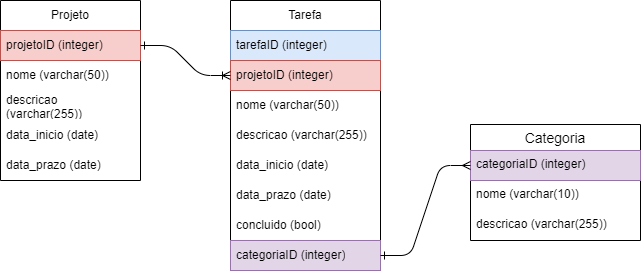 Projeto
projetoID (integer)
nome (varchar(50))
descricao
(varchar(255))
data_inicio (date)
data_prazo (date)
Tarefa
tarefaID (integer)
projetoID (integer)
nome (varchar(50))
descricao (varchar(255))
data_inicio (date)
data_prazo (date)
concluido (bool)
categoriaID (integer)
Categoria
categoriaID (integer)
nome (varchar(10))
descricao (varchar(255))